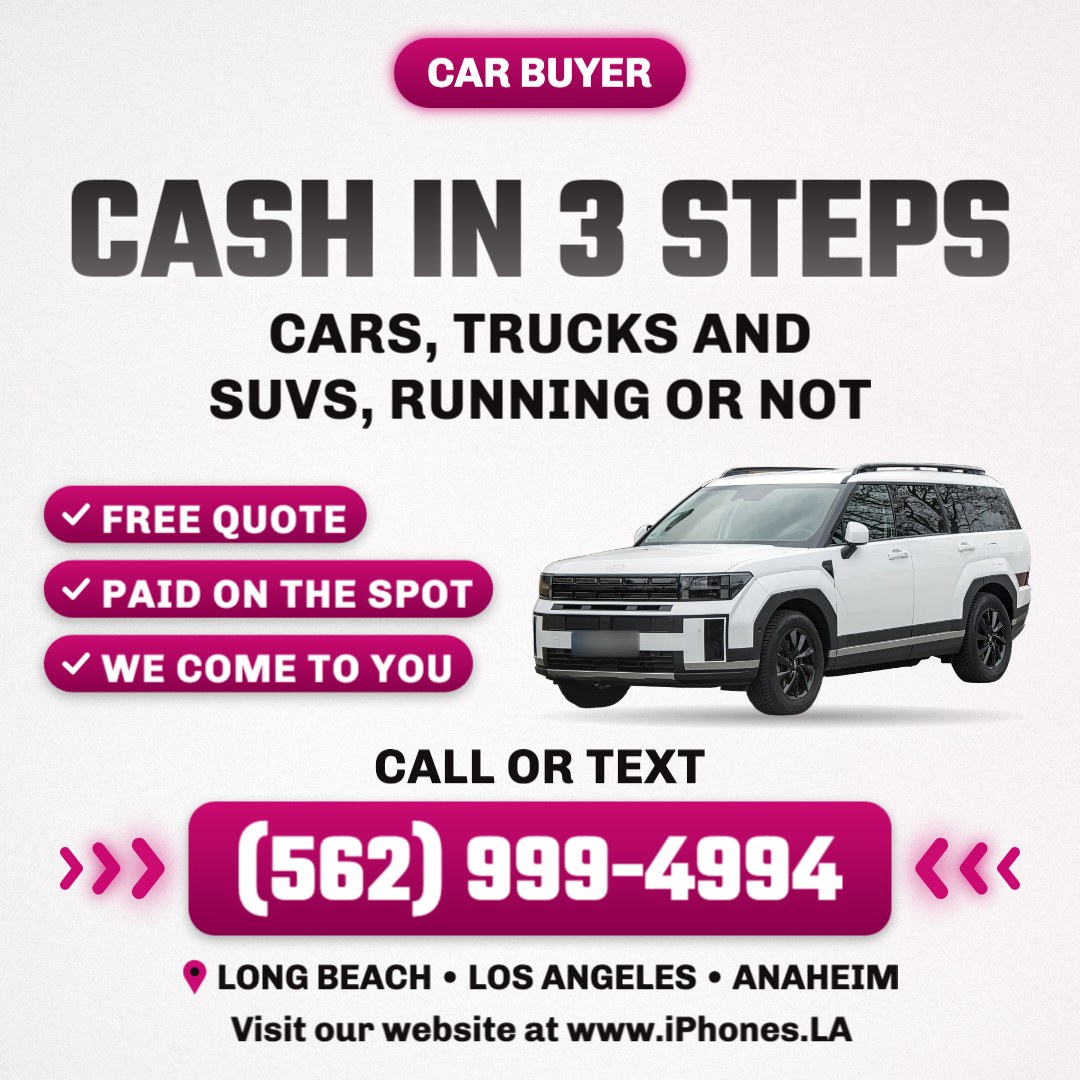 CAR BUYER
CASH IN 3 STEPS
CARS, TRUCKS AND
SUVS, RUNNING OR NOT
FREE QUOTE
PAID ON THE SPOT
WE COME TO YOU
CALL OR TEXT
(562) 999-4994
LONG BEACH • LOS ANGELES • ANAHEIM
Visit our website at www.iPhones.LA